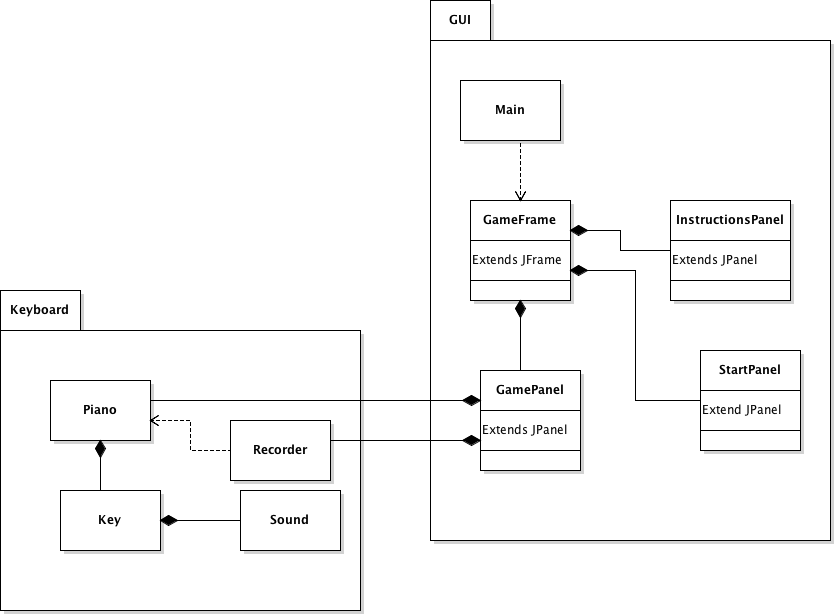 GUI
Main
GameFrame
Extends JFrame
InstructionsPanel
Extends JPanel
Keyboard
StartPanel
Extend JPanel
GamePanel
Extends JPanel
Piano
Recorder
Key
Sound